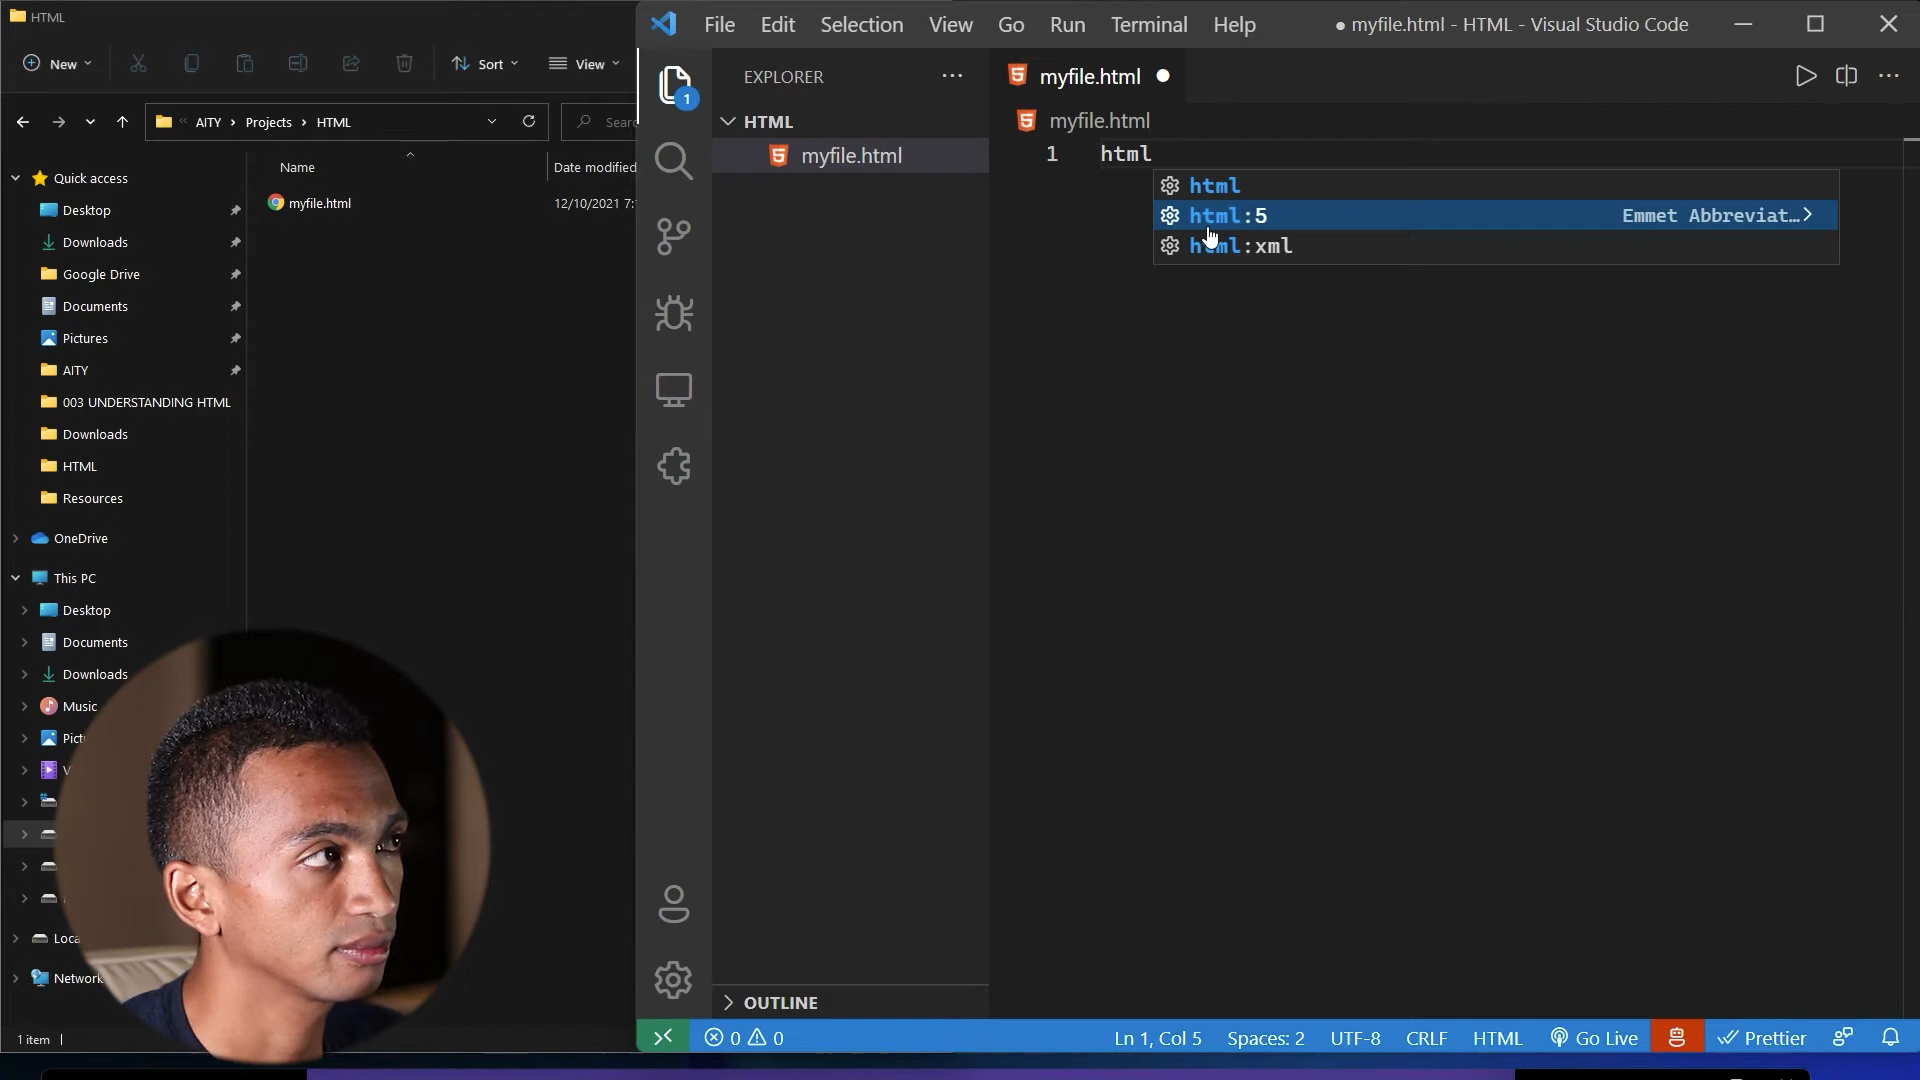 HTML
New
Sort
View
AITY
Projects
HTML
Name
Date modified
myfile.html
12/10/2021
Quick access
Desktop
Downloads
Google Drive
Documents
Pictures
AITY
003 UNDERSTANDING HTML
Downloads
HTML
Resources
OneDrive
This PC
Desktop
Documents
Downloads
Music
Network
1 item
File Edit Selection View Go Run Terminal Help
● myfile.html - HTML - Visual Studio Code
1
EXPLORER
HTML
myfile.html
OUTLINE
myfile.html
myfile.html
1 html
html
html:5 Emmet Abbreviat…
html:xml
0 0 Ln 1, Col 5 Spaces: 2 UTF-8 CRLF HTML Go Live Prettier